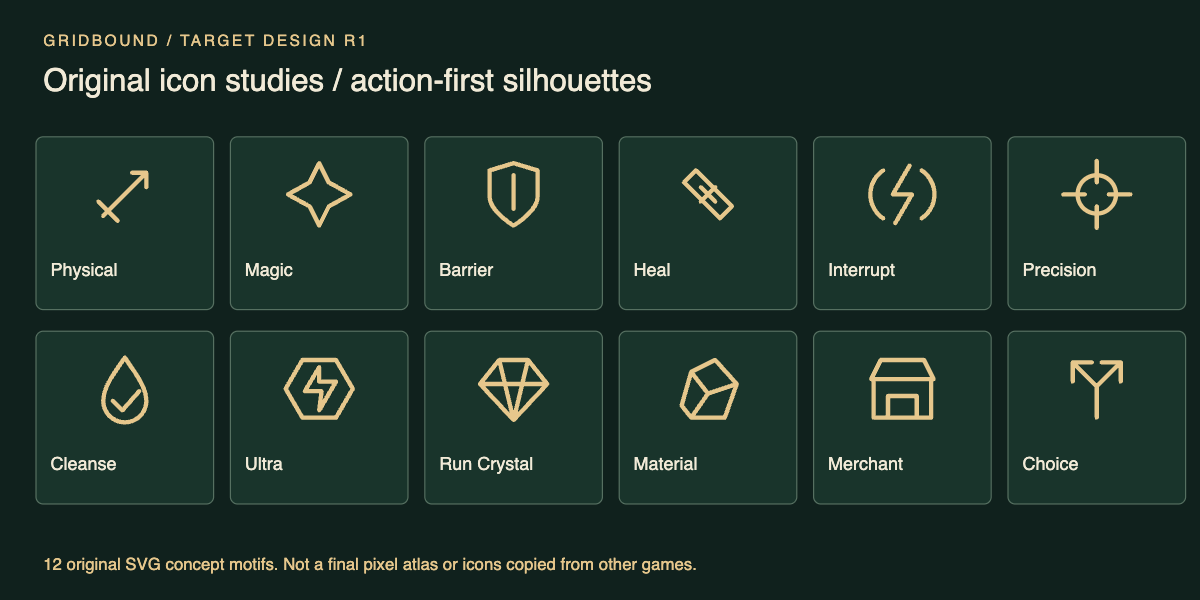 GRIDBOUND / TARGET DESIGN R1
Original icon studies / action-first silhouettes
Physical
Magic
Barrier
Heal
Interrupt
Precision
Cleanse
Ultra
Run Crystal
Material
Merchant
Choice
12 original SVG concept motifs. Not a final pixel atlas or icons copied from other games.